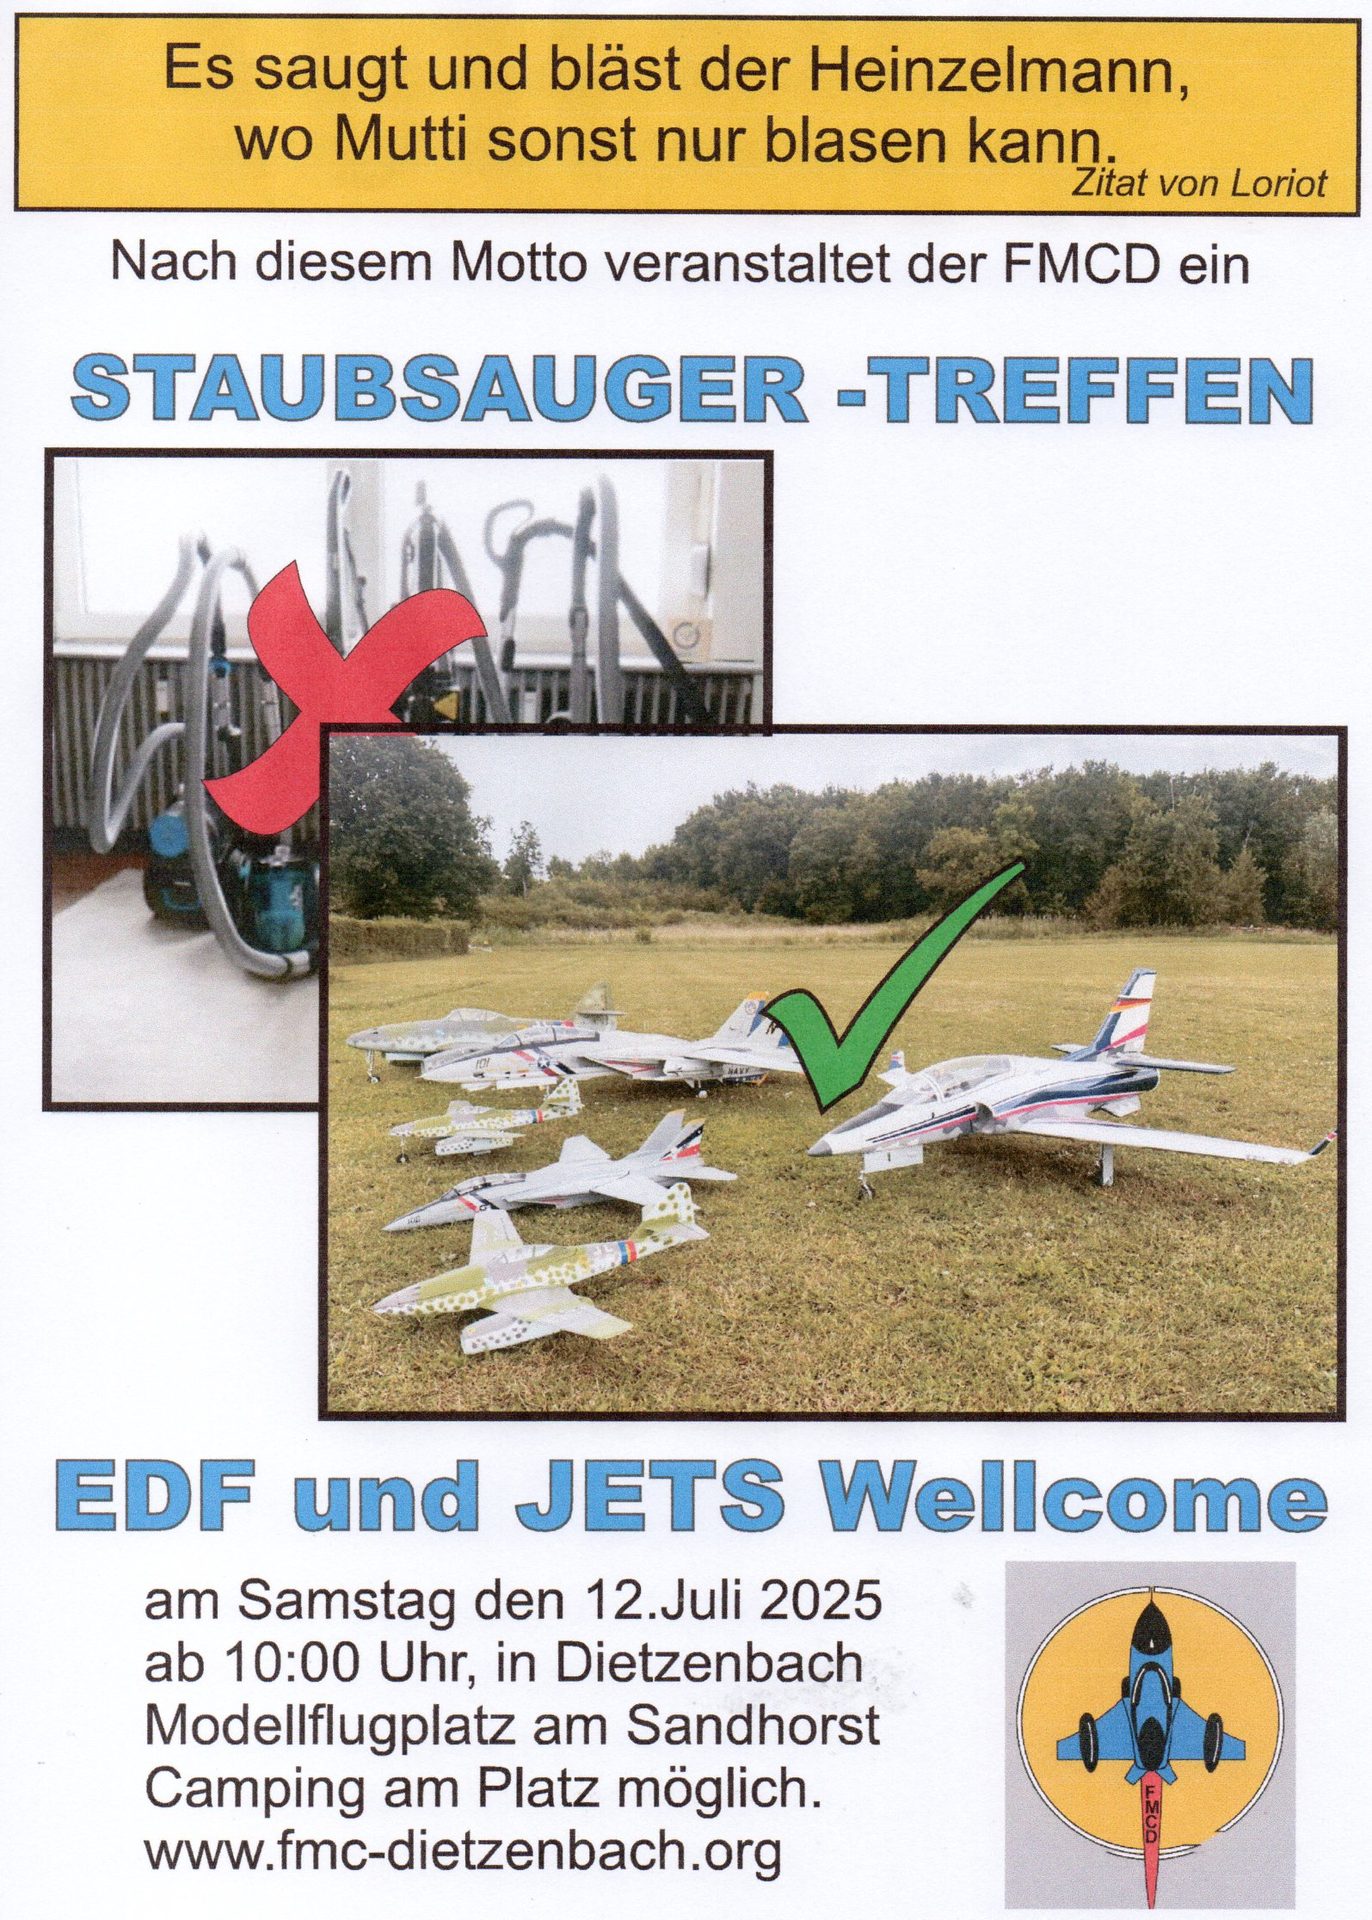 Es saugt und bläst der Heinzelmann,
wo Mutti sonst nur blasen kann.
Zitat von Loriot
Nach diesem Motto veranstaltet der FMCD ein
STAUBSAUGER -TREFFEN
101
NAVY
EDF und JETS Wellcome
am Samstag den 12.Juli 2025
ab 10:00 Uhr, in Dietzenbach
Modellflugplatz am Sandhorst
Camping am Platz möglich.
www.fmc-dietzenbach.org
FMCD